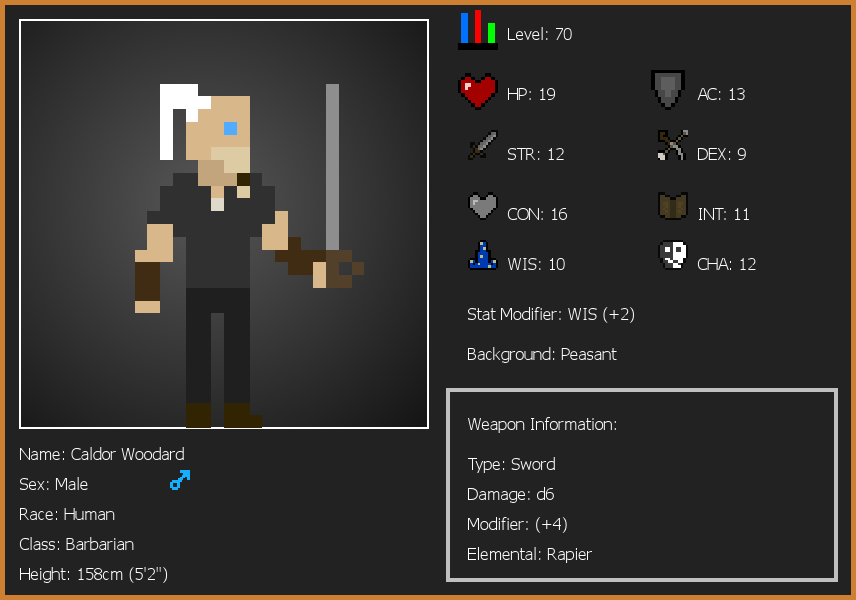 Level: 70
HP: 19
AC: 13
STR: 12
DEX: 9
CON: 16
INT: 11
WIS: 10
CHA: 12
Stat Modifier: WIS (+2)
Background: Peasant
Weapon Information:
Type: Sword
Damage: d6
Modifier: (+4)
Elemental: Rapier
Name: Caldor Woodard
Sex: Male
Race: Human
Class: Barbarian
Height: 158cm (5'2")